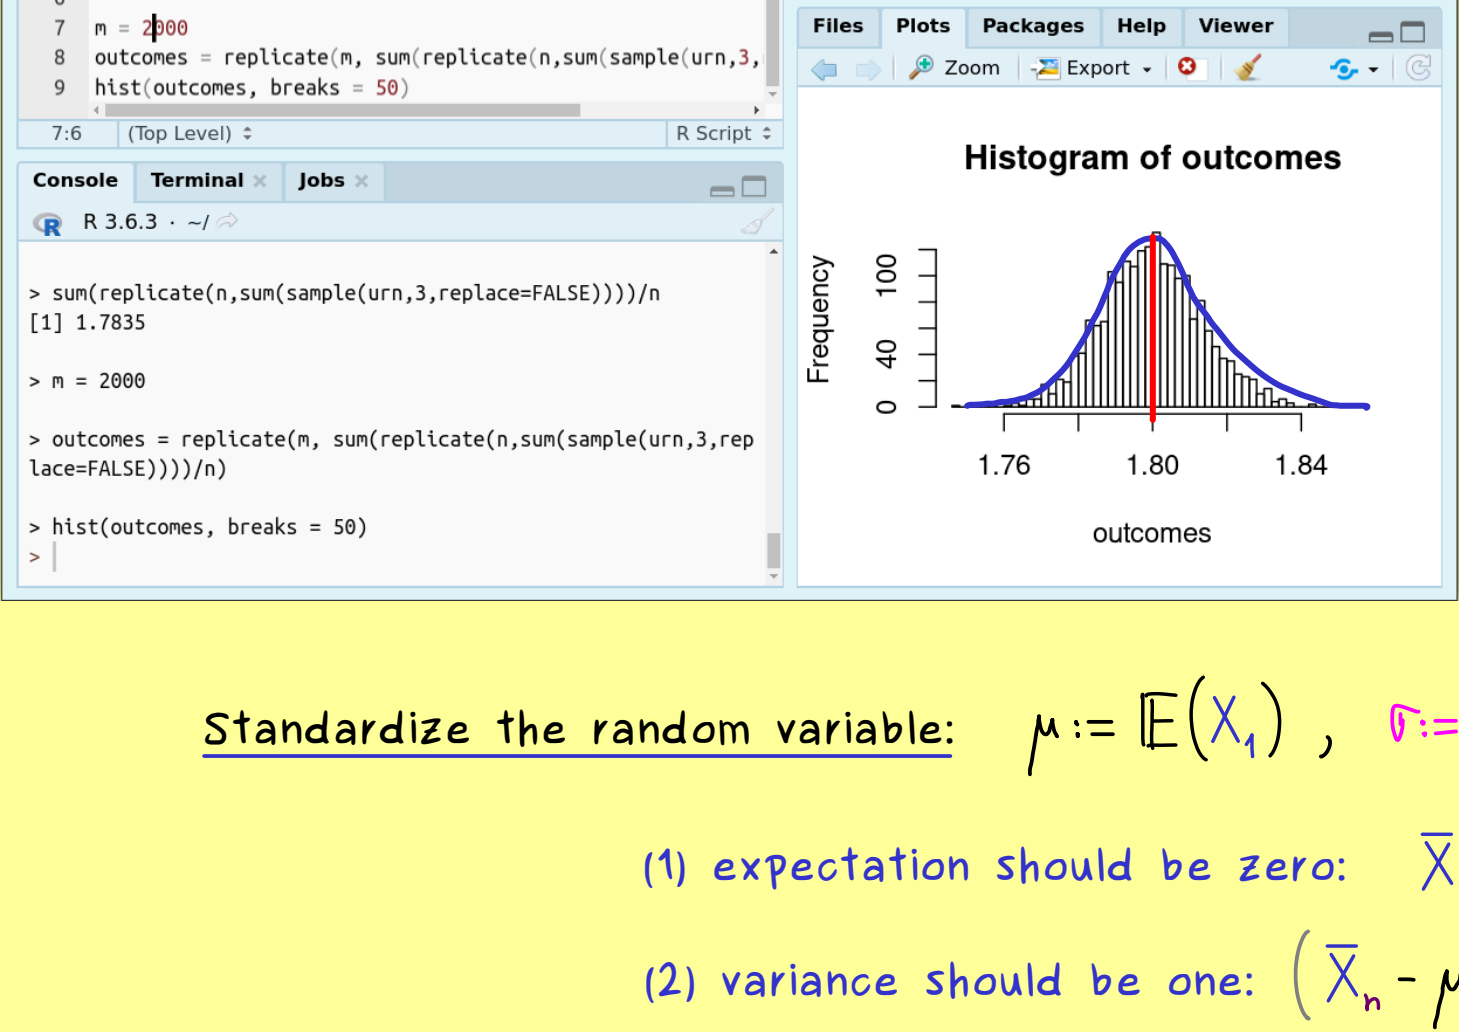 7 m = 2000
8 outcomes = replicate(m, sum(replicate(n,sum(sample(urn,3,
9 hist(outcomes, breaks = 50)
7:6 (Top Level) R Script
Console Terminal Jobs
R 3.6.3 · ~/
> sum(replicate(n,sum(sample(urn,3,replace=FALSE))))/n
[1] 1.7835
> m = 2000
> outcomes = replicate(m, sum(replicate(n,sum(sample(urn,3,rep
lace=FALSE))))/n)
> hist(outcomes, breaks = 50)
>
Files Plots Packages Help Viewer
Zoom Export
Histogram of outcomes
Frequency
0 40 100
1.76 1.80 1.84
outcomes
Standardize the random variable: μ := 𝔼(X₁) , σ :=
(1) expectation should be zero: X̅
(2) variance should be one: (X̅ₙ - μ